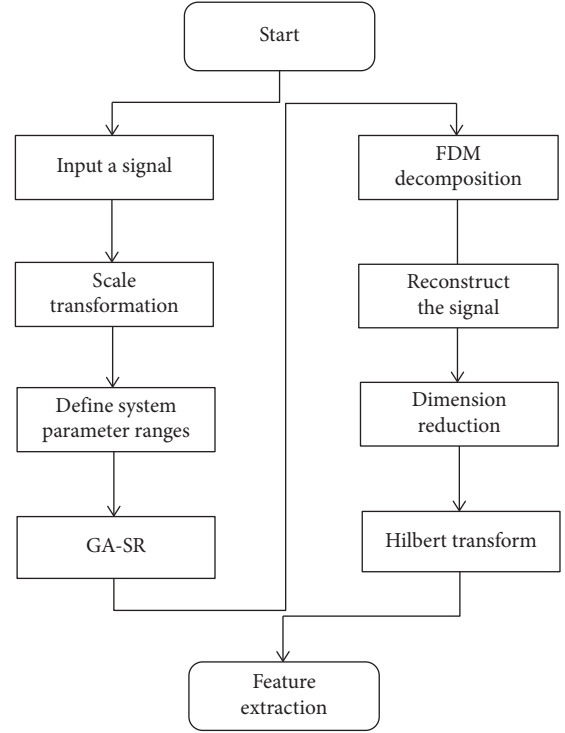 Start
Input a signal
Scale
transformation
Define system
parameter ranges
GA-SR
FDM
decomposition
Reconstruct
the signal
Dimension
reduction
Hilbert transform
Feature
extraction